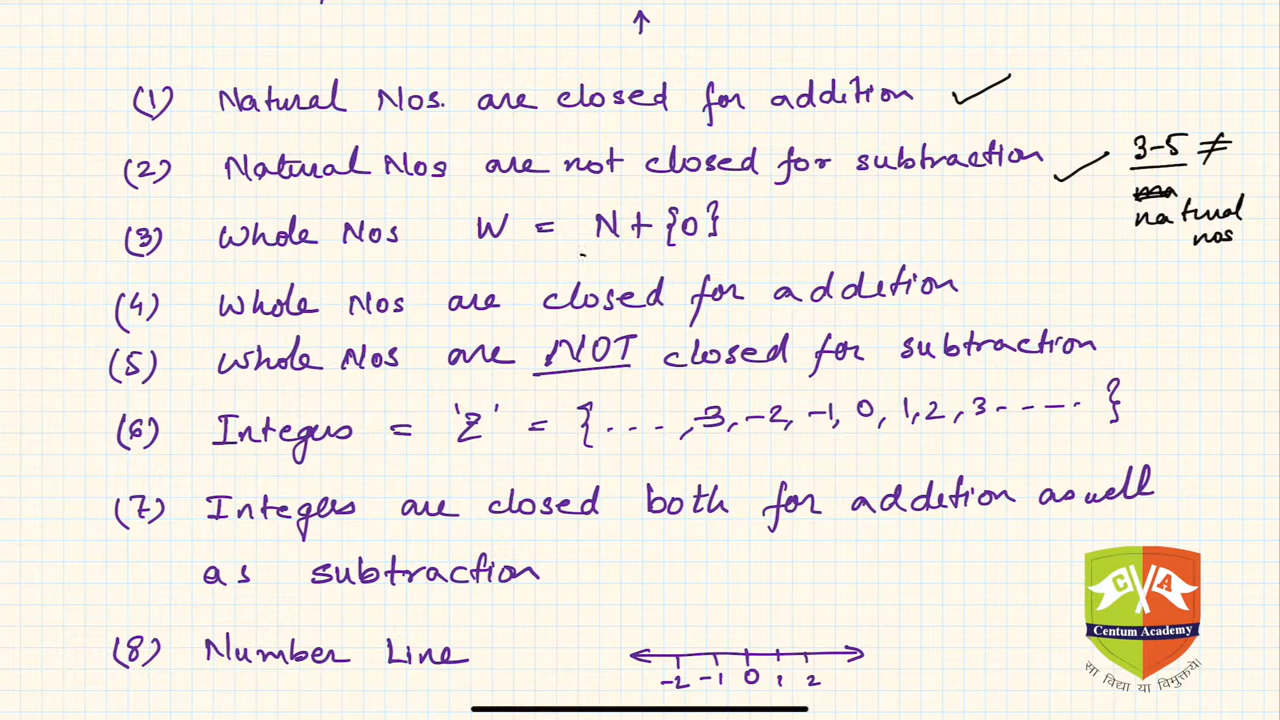 (1) Natural Nos. are closed for addition
(2) Natural Nos are not closed for subtraction 3-5 ≠
natural
nos
(3) Whole Nos W = N + {0}
(4) Whole Nos are closed for addetion
(5) Whole Nos are NOT closed for subtraction
(6) Integers = 'Z' = {. . . . , -3, -2, -1, 0, 1, 2, 3 - - - - . }
(7) Integers are closed both for addetion as well
as subtraction
(8) Number Line
-2 -1 0 1 2
C A
Centum Academy
सा विद्या या विमुक्तये।